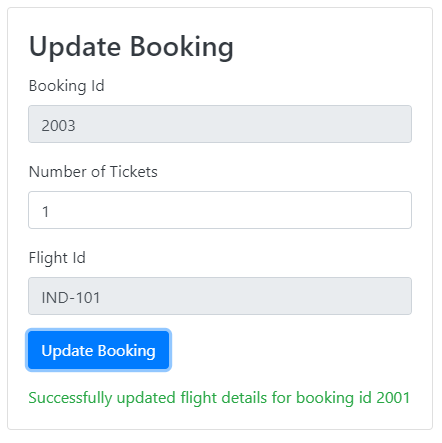 Update Booking
Booking Id
2003
Number of Tickets
1
Flight Id
IND-101
Update Booking
Successfully updated flight details for booking id 2001